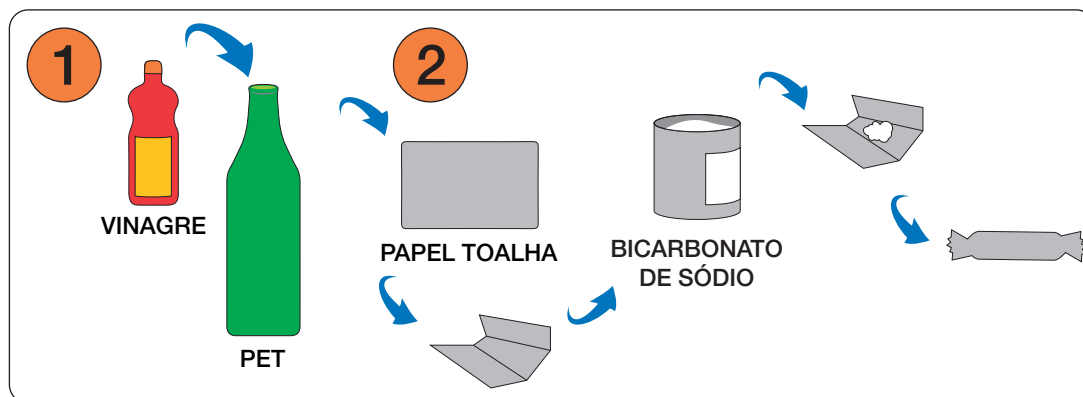 1
2
VINAGRE
PET
PAPEL TOALHA
BICARBONATO
DE SÓDIO